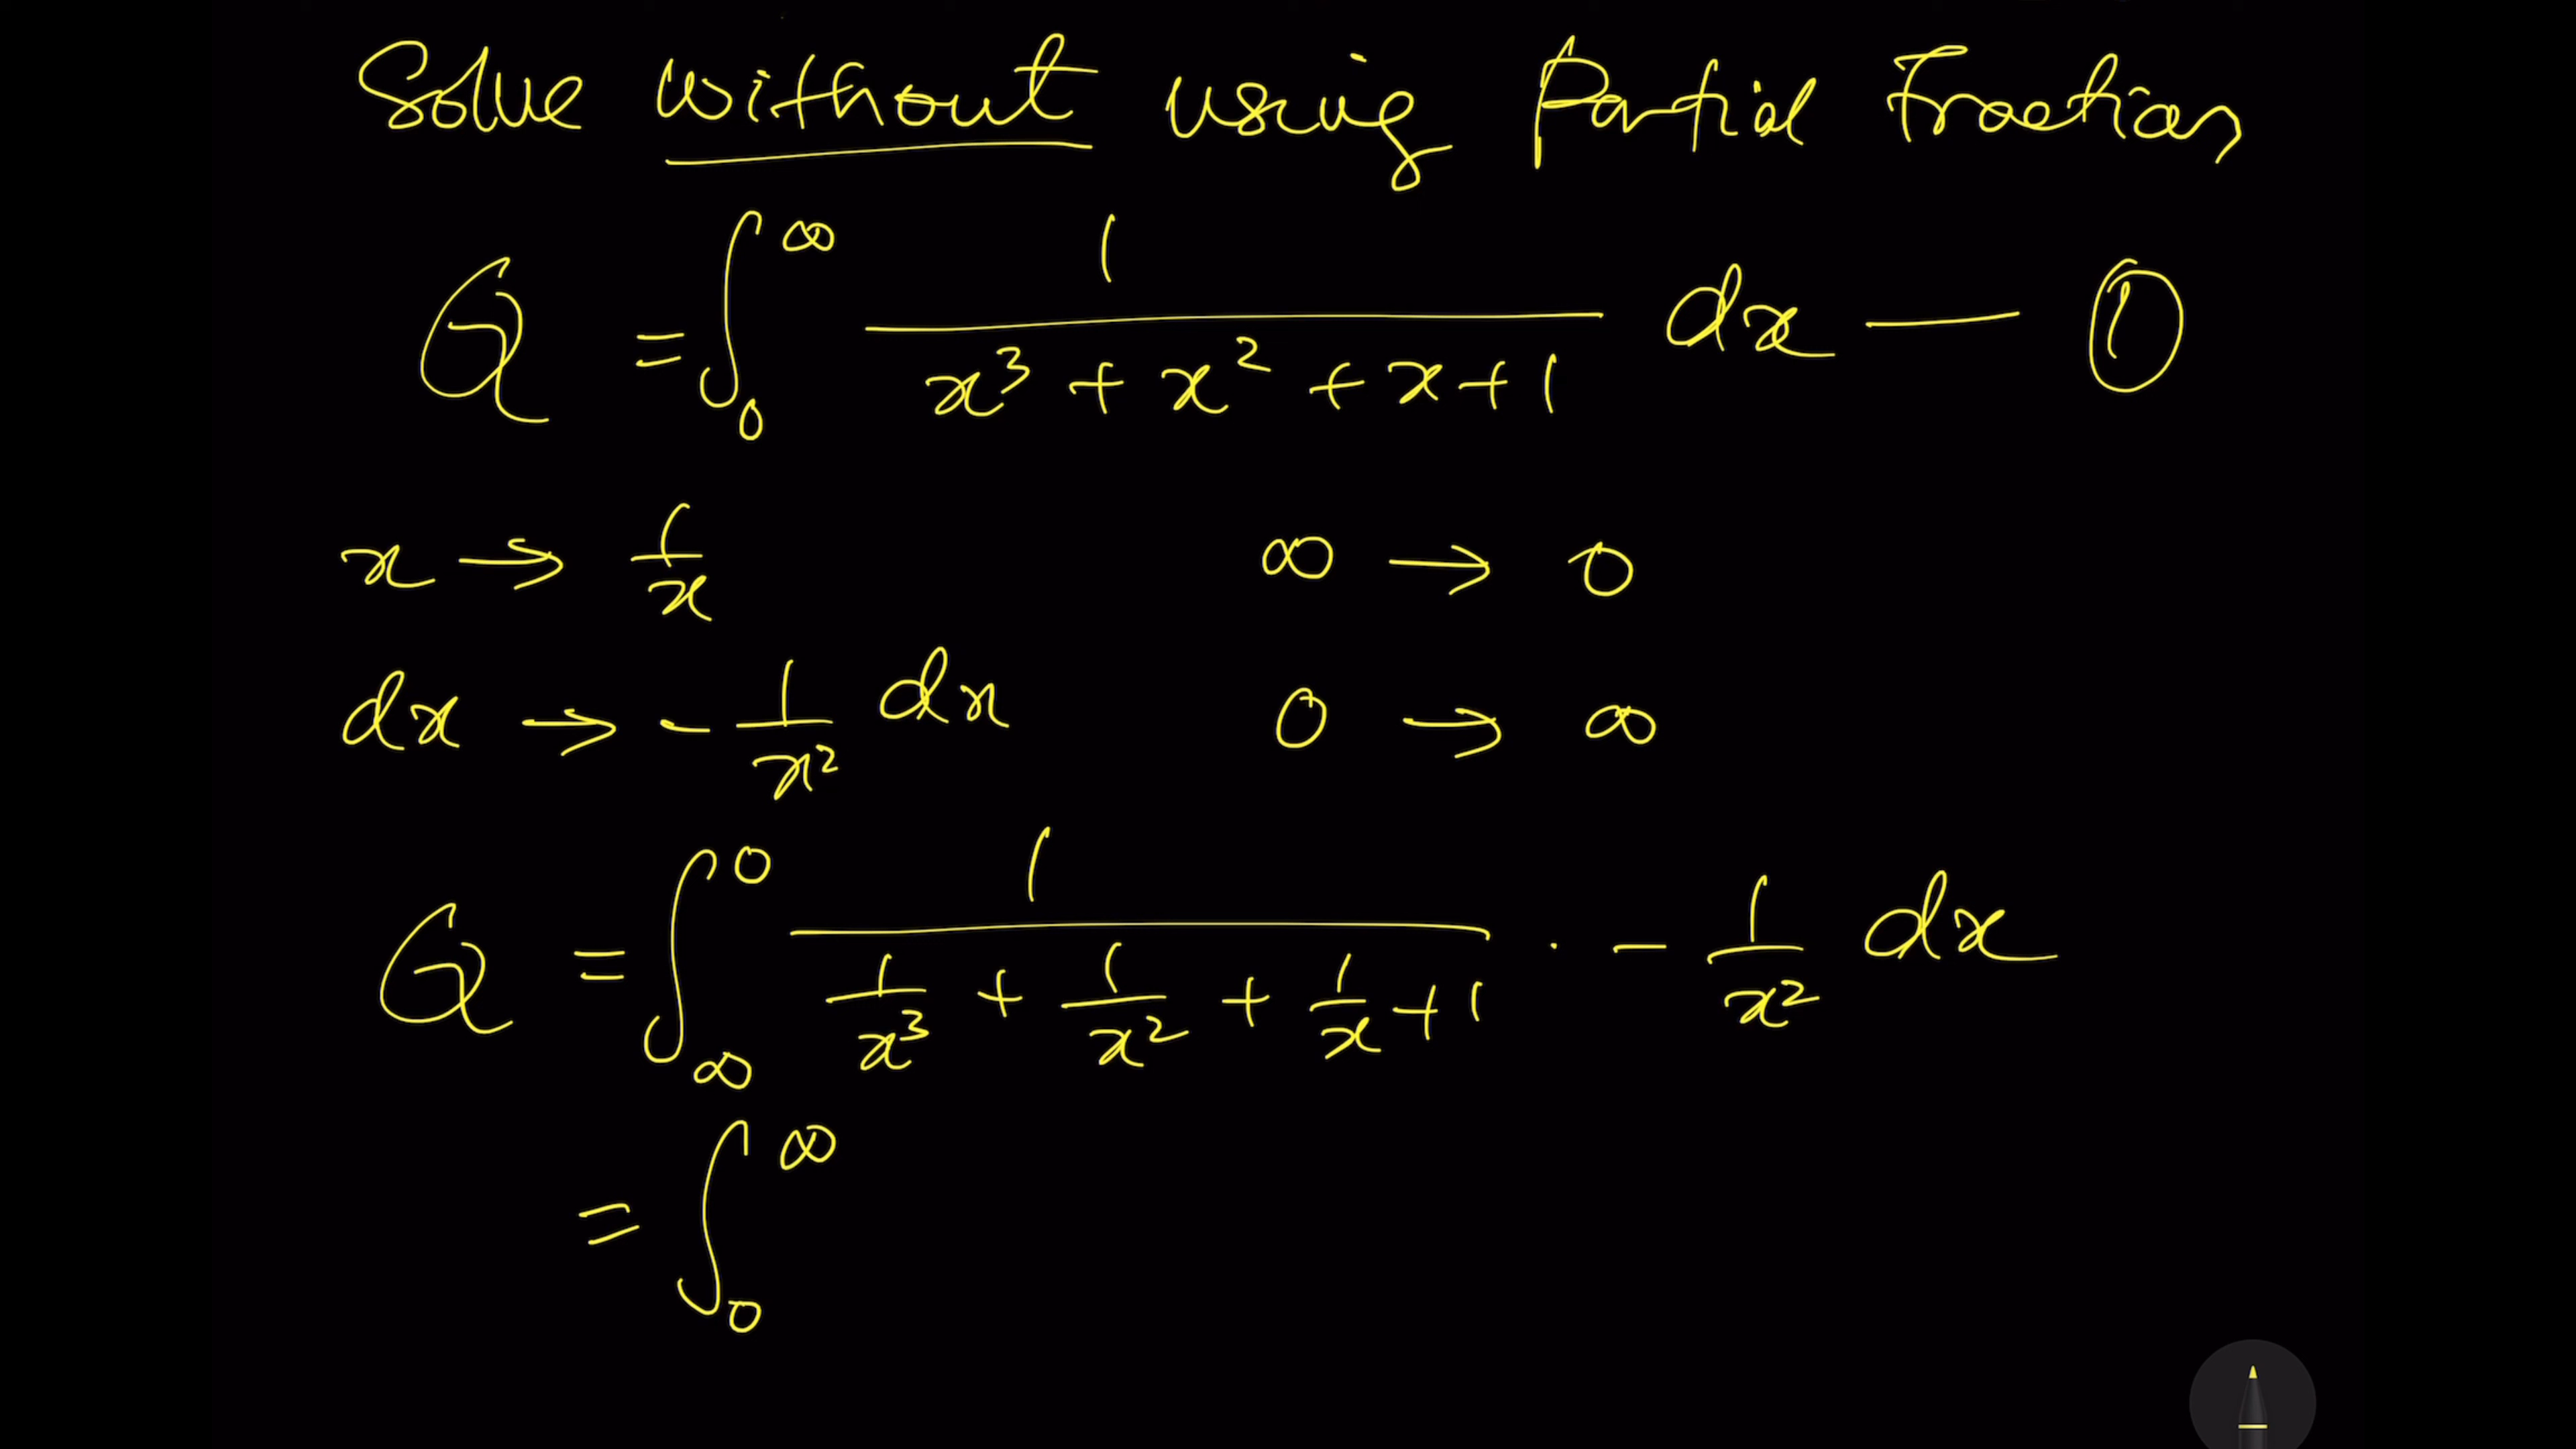 Solve without using Partial Fraction
Q = ∫₀^∞ 1/(x³ + x² + x + 1) dx — ①
x → 1/x    ∞ → 0
dx → - 1/x² dx    0 → ∞
Q = ∫_∞^0 1/(1/x³ + 1/x² + 1/x + 1) · - 1/x² dx
= ∫₀^∞